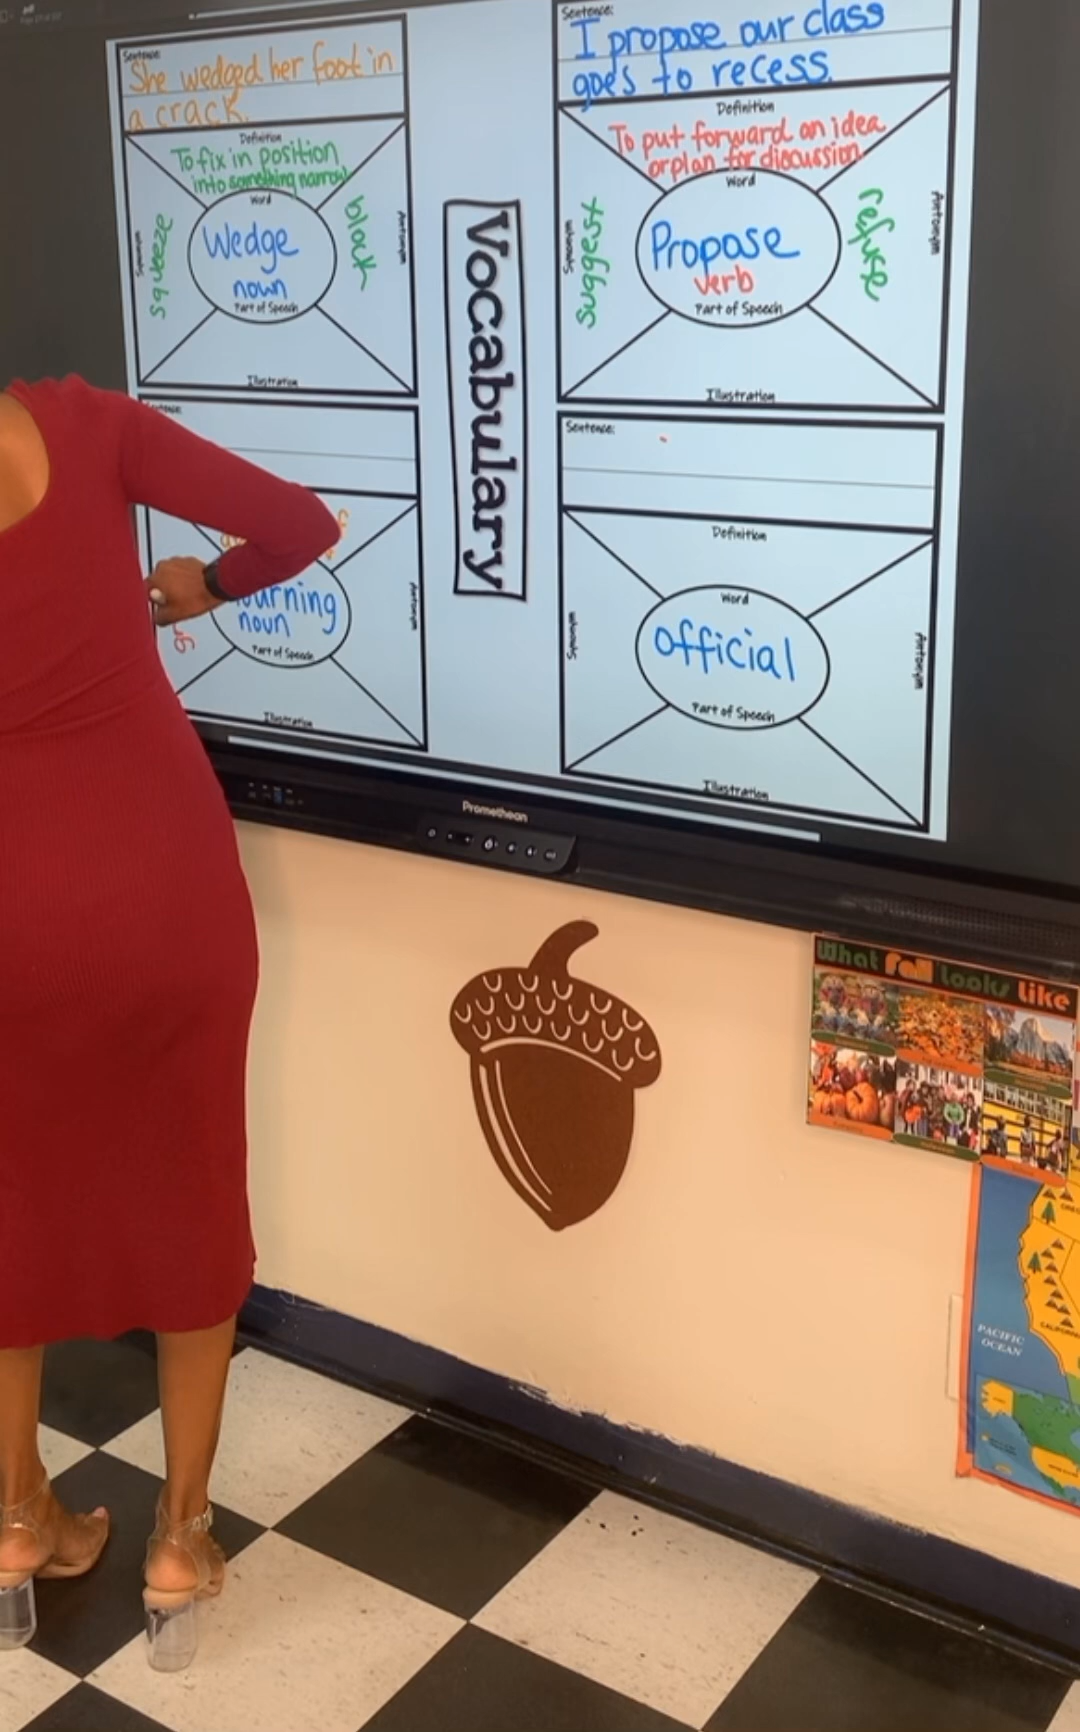 Sentence:
She wedged her foot in
a crack.
Definition
To fix in position
into something narrow
Word
Wedge
noun
Part of Speech
Synonym
squeeze
Antonym
block
Illustration
Sentence:
I propose our class
goes to recess.
Definition
To put forward an idea
or plan for discussion
Word
Propose
verb
Part of Speech
Synonym
suggest
Antonym
refuse
Illustration
Vocabulary
Sentence:
noun
Part of Speech
Antonym
Illustration
Sentence:
Definition
Word
official
Part of Speech
Synonym
Antonym
Illustration
Promethean
What Fall Looks Like
PACIFIC
OCEAN